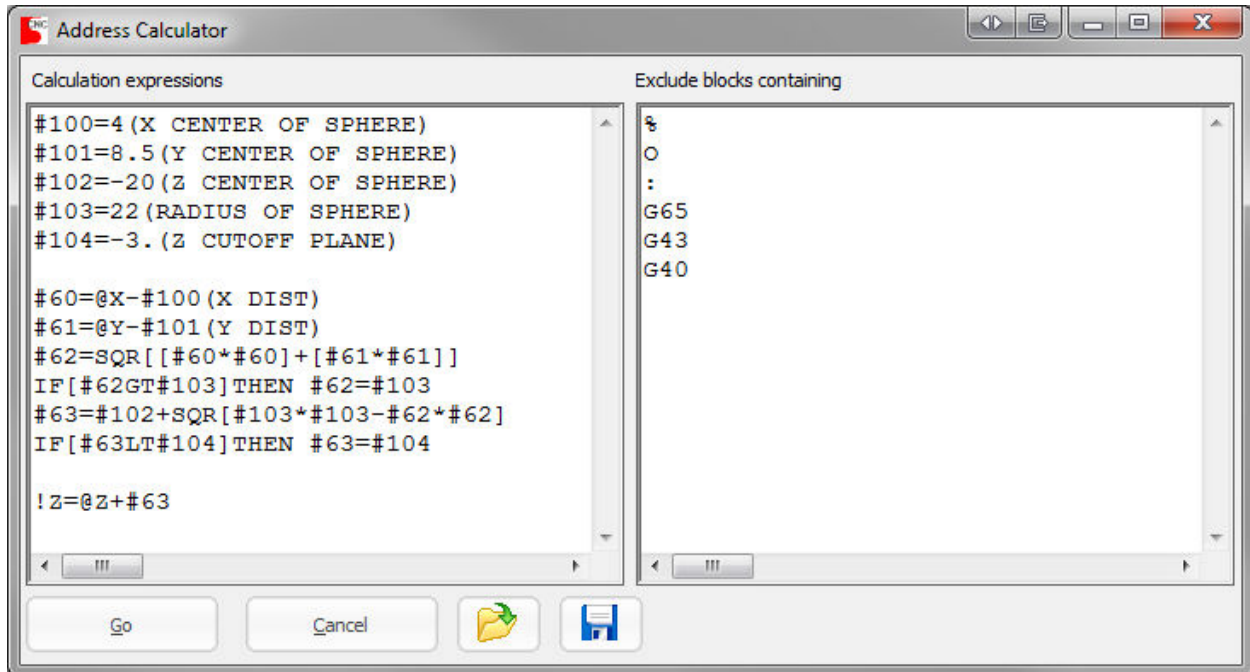 CNC
Address Calculator
Calculation expressions
#100=4(X CENTER OF SPHERE)
#101=8.5(Y CENTER OF SPHERE)
#102=-20(Z CENTER OF SPHERE)
#103=22(RADIUS OF SPHERE)
#104=-3.(Z CUTOFF PLANE)
#60=@X-#100(X DIST)
#61=@Y-#101(Y DIST)
#62=SQR[[#60*#60]+[#61*#61]]
IF[#62GT#103]THEN #62=#103
#63=#102+SQR[#103*#103-#62*#62]
IF[#63LT#104]THEN #63=#104
!Z=@Z+#63
Exclude blocks containing
%
O
:
G65
G43
G40
Go
Cancel